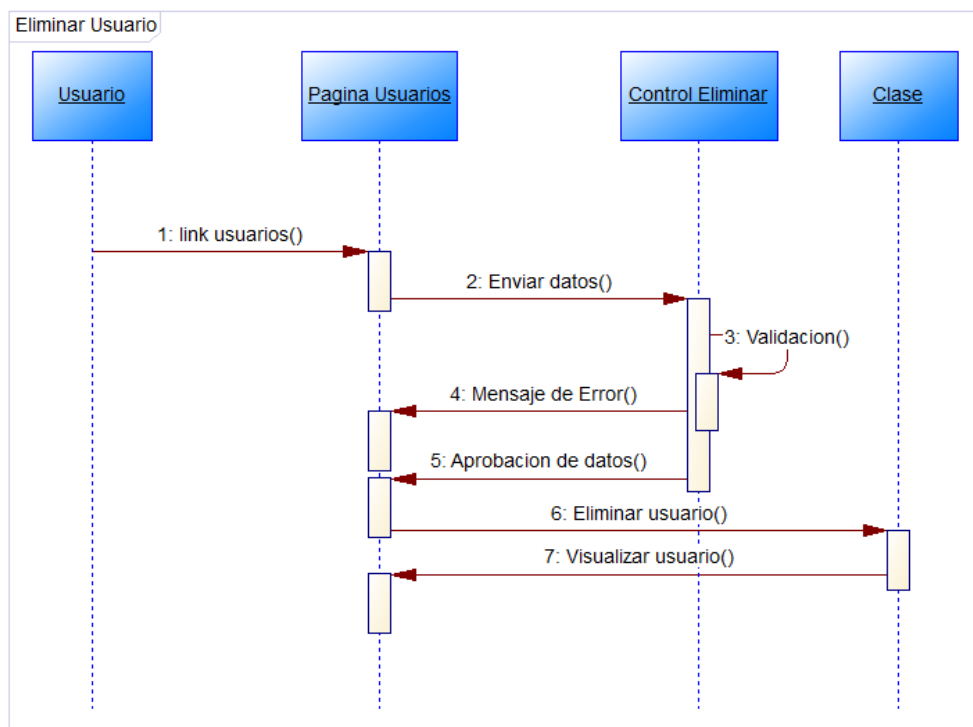 Eliminar Usuario
Usuario
Pagina Usuarios
Control Eliminar
Clase
1: link usuarios()
2: Enviar datos()
3: Validacion()
4: Mensaje de Error()
5: Aprobacion de datos()
6: Eliminar usuario()
7: Visualizar usuario()